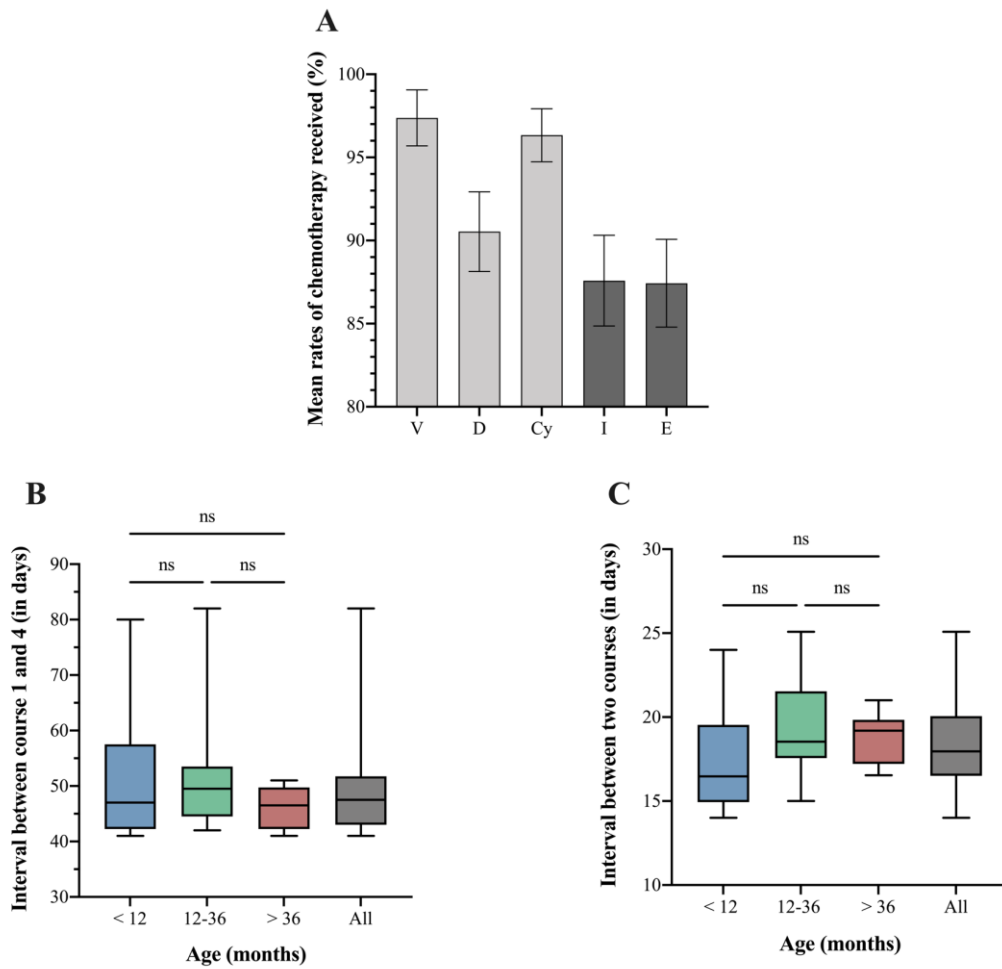 A
Mean rates of chemotherapy received (%)
100
95
90
85
80
V D Cy I E
B
Interval between course 1 and 4 (in days)
ns
ns ns
90
80
70
60
50
40
30
< 12 12-36 > 36 All
Age (months)
C
Interval between two courses (in days)
ns
ns ns
30
25
20
15
10
< 12 12-36 > 36 All
Age (months)